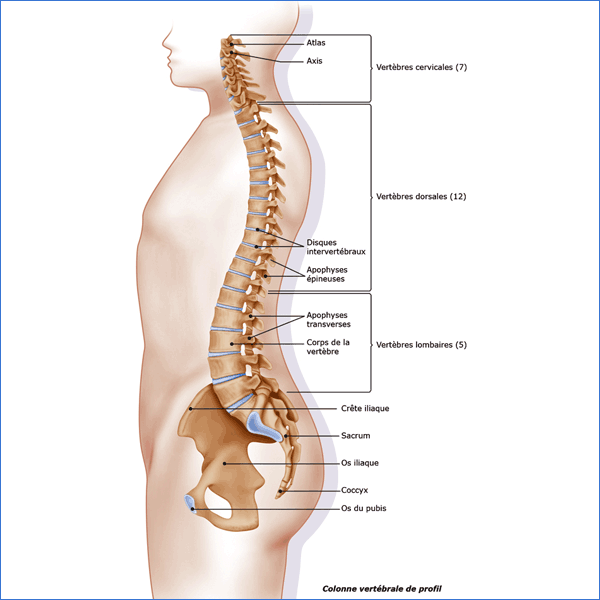 Atlas
Axis
Vertèbres cervicales (7)
Vertèbres dorsales (12)
Disques
intervertébraux
Apophyses
épineuses
Apophyses
transverses
Corps de la
vertèbre
Vertèbres lombaires (5)
Crête iliaque
Sacrum
Os iliaque
Coccyx
Os du pubis
Colonne vertébrale de profil